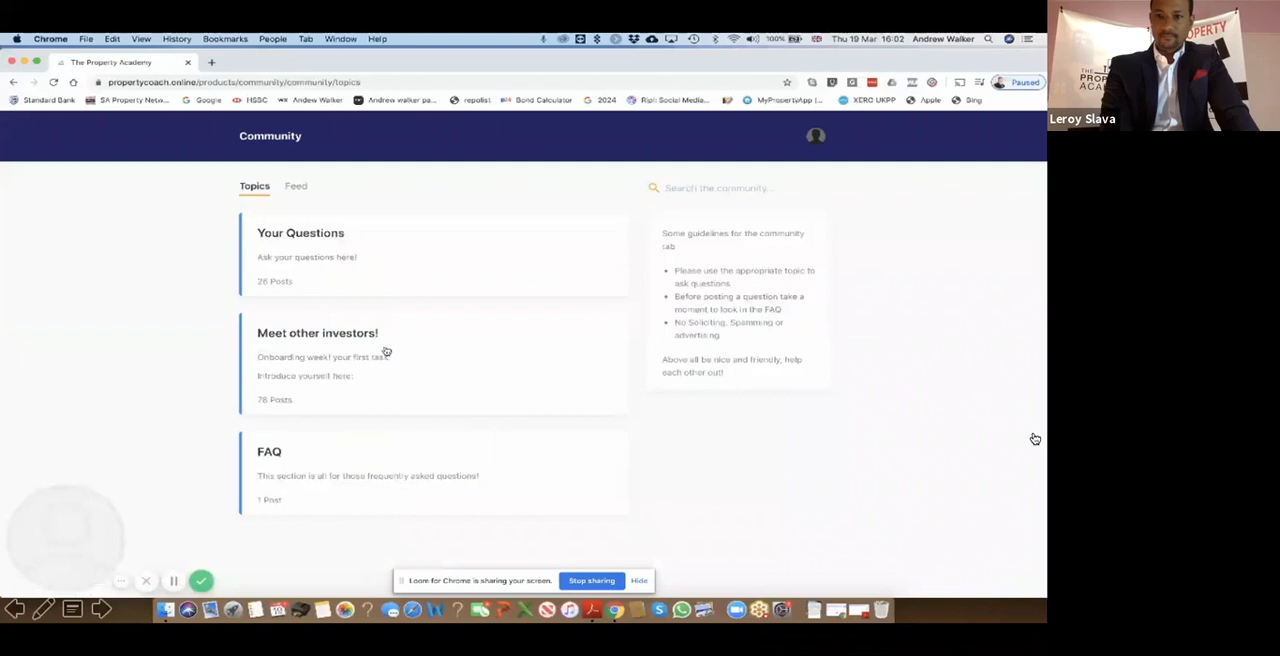 Chrome File Edit View History Bookmarks People Tab Window Help 100% Thu 19 Mar 16:02 Andrew Walker
The Property Academy
propertycoach.online/products/community/community/topics Paused
Standard Bank SA Property Netw... Google HSBC Andew Walker Andrew walker pa... repolist Bond Calculator 2024 Ripl: Social Media... MyPropertyApp |... XERO UKPP Apple Bing
PROPERTY
THE
PROP
ACADE
Leroy Slava
Community
Topics Feed
Search the community...
Your Questions
Ask your questions here!
26 Posts
Meet other investors!
Onboarding week! your first task
Introduce yourself here:
78 Posts
FAQ
This section is all for those frequently asked questions!
1 Post
Some guidelines for the community
tab
Please use the appropriate topic to
ask questions
Before posting a question take a
moment to look in the FAQ
No Soliciting, Spamming or
advertising
Above all be nice and friendly, help
each other out!
Loom for Chrome is sharing your screen. Stop sharing Hide